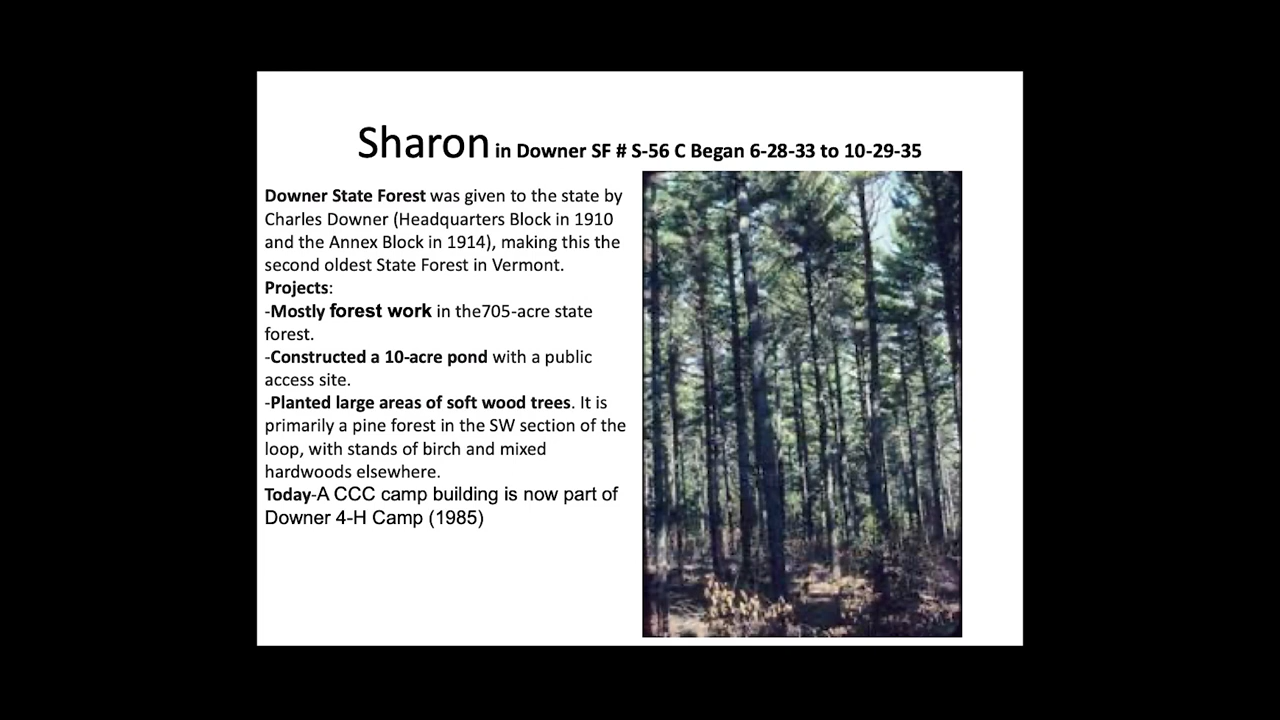 Sharon in Downer SF # S-56 C Began 6-28-33 to 10-29-35
Downer State Forest was given to the state by
Charles Downer (Headquarters Block in 1910
and the Annex Block in 1914), making this the
second oldest State Forest in Vermont.
Projects:
-Mostly forest work in the705-acre state
forest.
-Constructed a 10-acre pond with a public
access site.
-Planted large areas of soft wood trees. It is
primarily a pine forest in the SW section of the
loop, with stands of birch and mixed
hardwoods elsewhere.
Today-A CCC camp building is now part of
Downer 4-H Camp (1985)